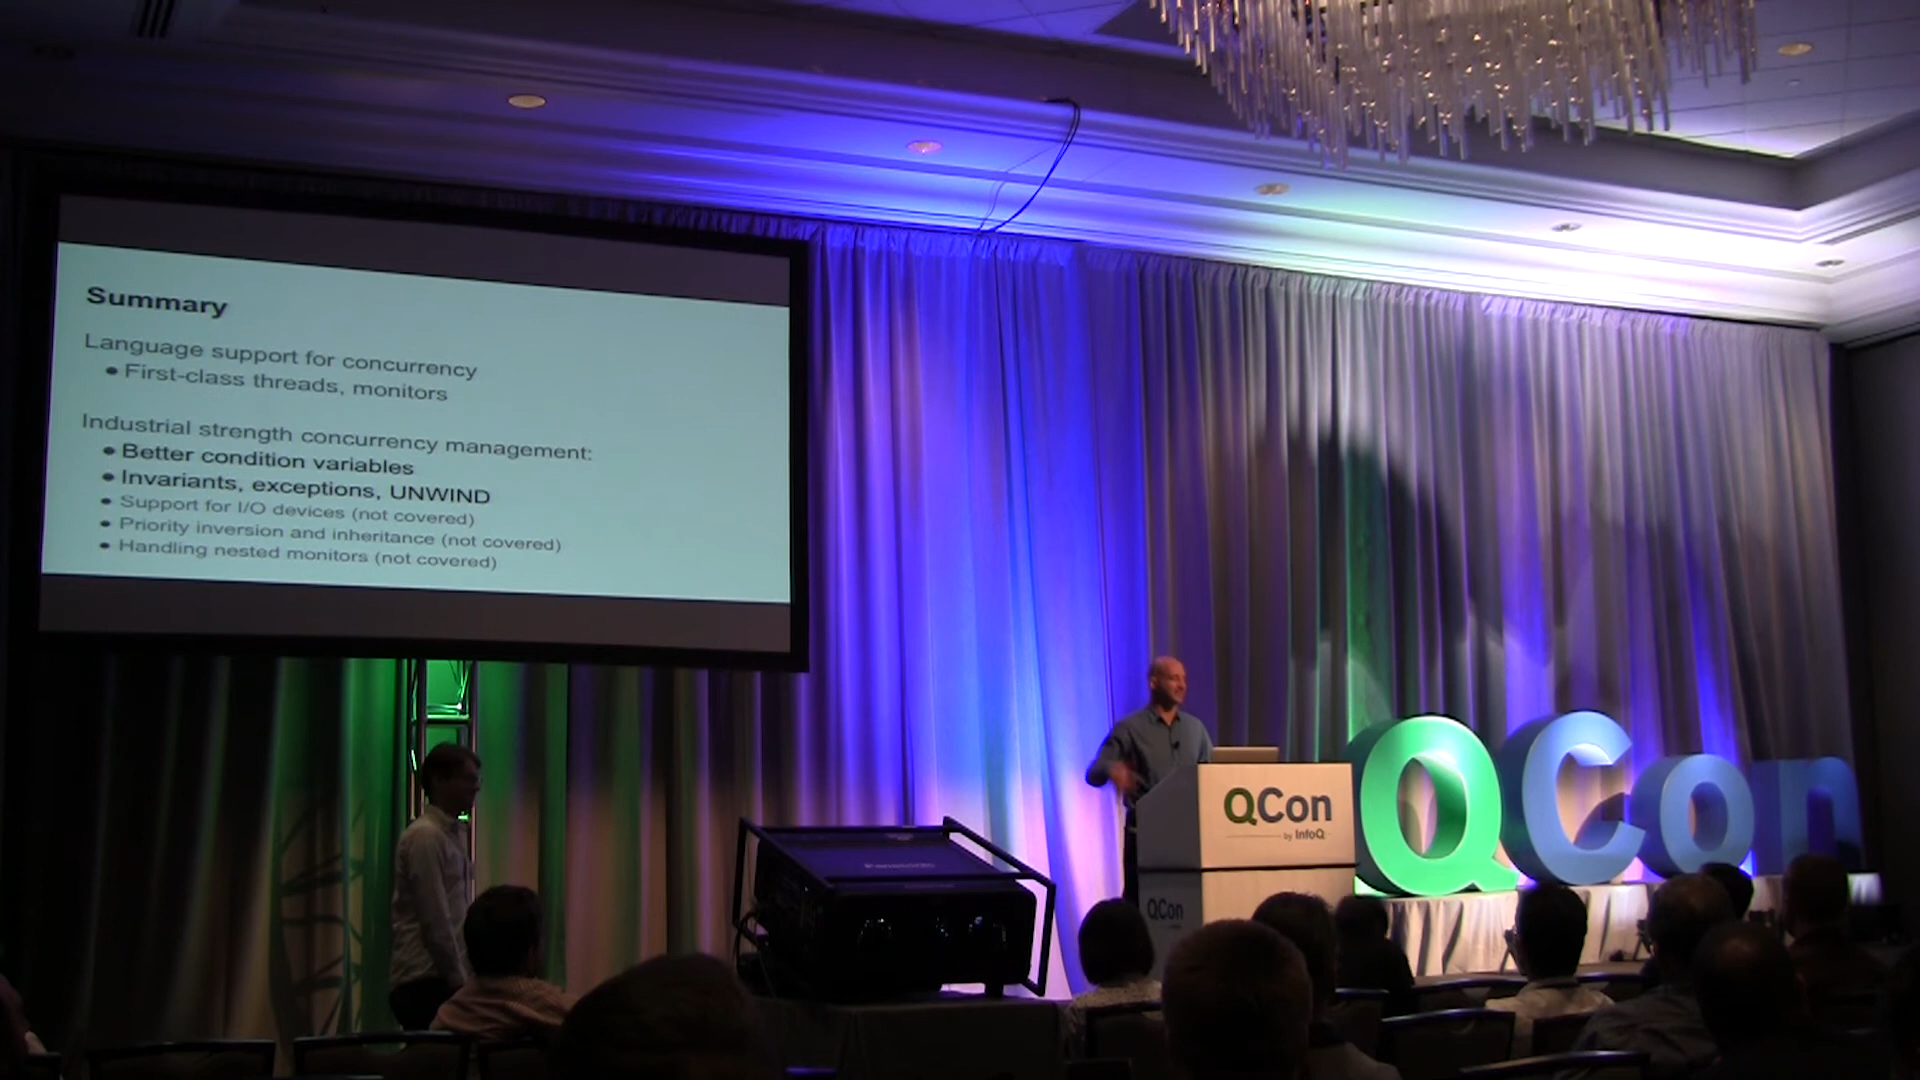 Summary
Language support for concurrency
● First-class threads, monitors
Industrial strength concurrency management:
● Better condition variables
● Invariants, exceptions, UNWIND
● Support for I/O devices (not covered)
● Priority inversion and inheritance (not covered)
● Handling nested monitors (not covered)
QCon
by InfoQ
QCon
QCon
Panasonic